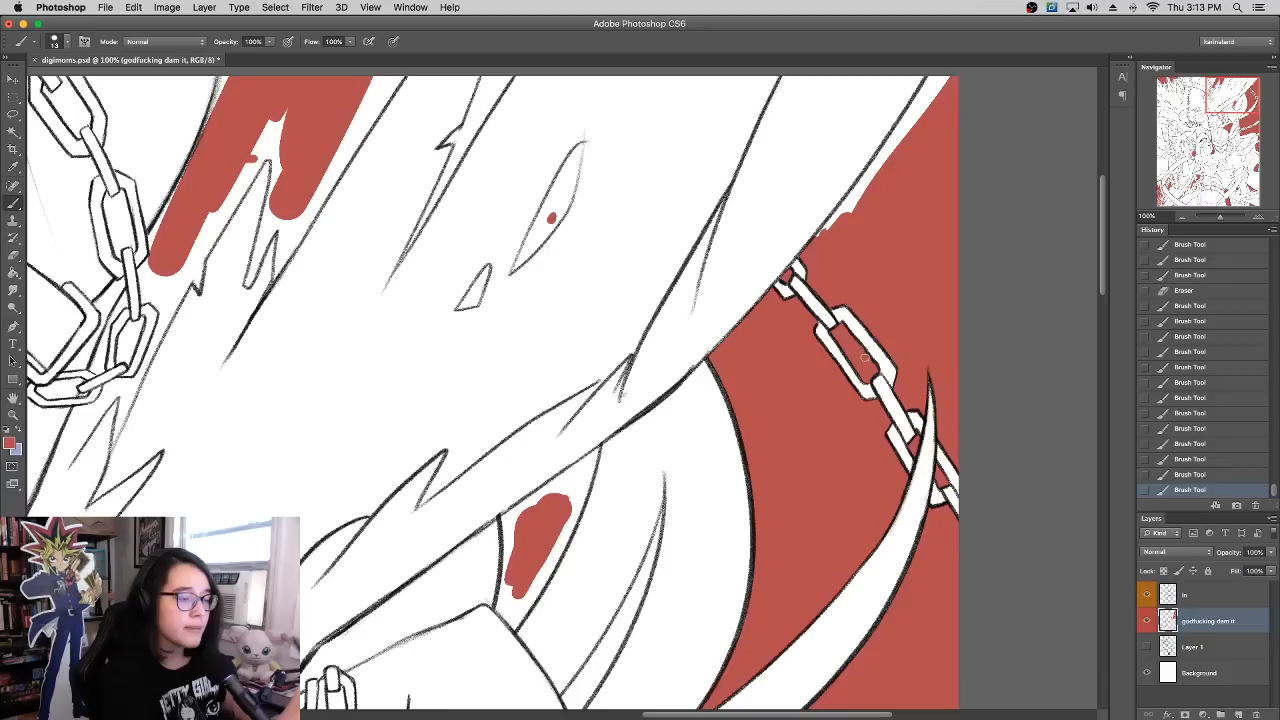 Photoshop File Edit Image Layer Type Select Filter 3D View Window Help Thu 3:13 PM
Adobe Photoshop CS6
13 Mode: Normal Opacity: 100% Flow: 100% karinsland
× digimoms.psd @ 100% (godfucking dam it, RGB/8) *
Navigator
100%
History
Brush Tool
Brush Tool
Brush Tool
Eraser
Brush Tool
Brush Tool
Brush Tool
Brush Tool
Brush Tool
Brush Tool
Brush Tool
Brush Tool
Brush Tool
Brush Tool
Brush Tool
Brush Tool
Brush Tool
Layers
Kind
Normal Opacity: 100%
Lock: Fill: 100%
godfucking dam it
Layer 1
Background